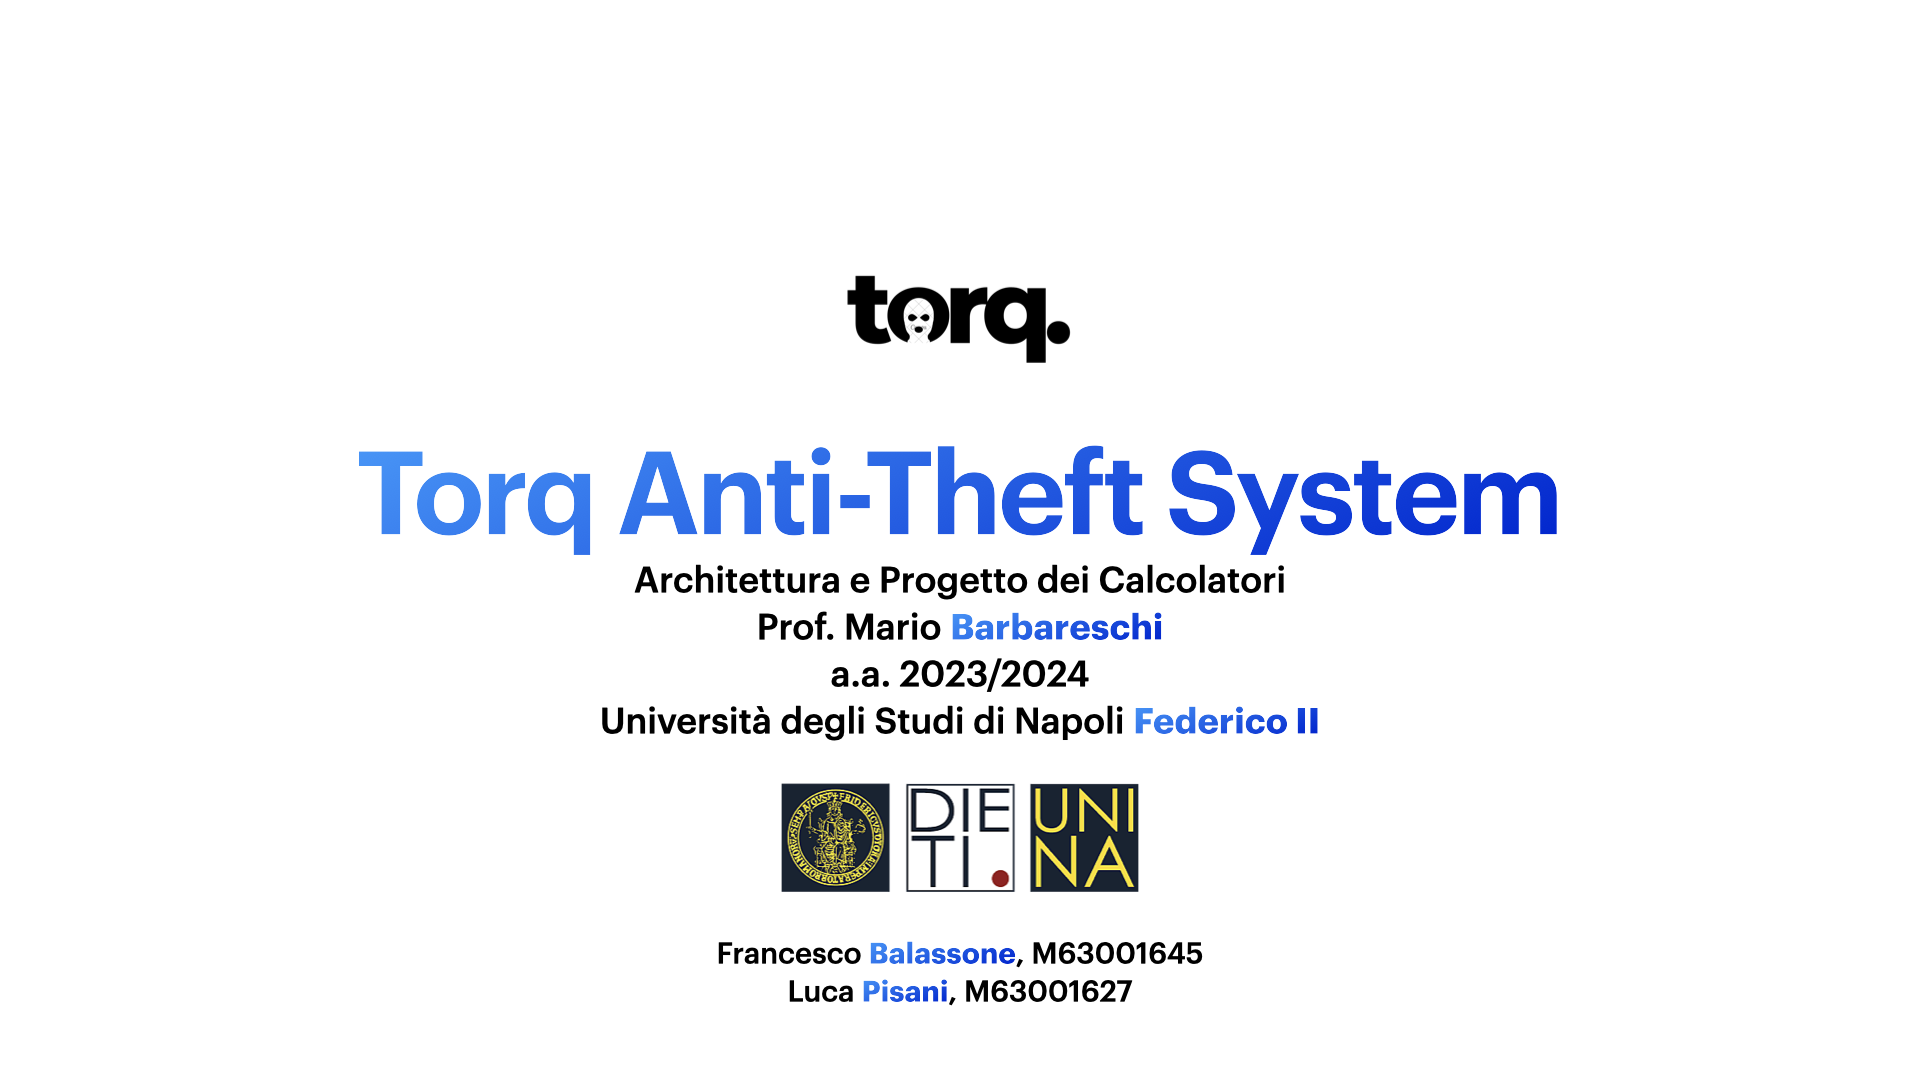 torq.
Torq Anti-Theft System
Architettura e Progetto dei Calcolatori
Prof. Mario Barbareschi
a.a. 2023/2024
Università degli Studi di Napoli Federico II
DIE
TI.
UNI
NA
Francesco Balassone, M63001645
Luca Pisani, M63001627